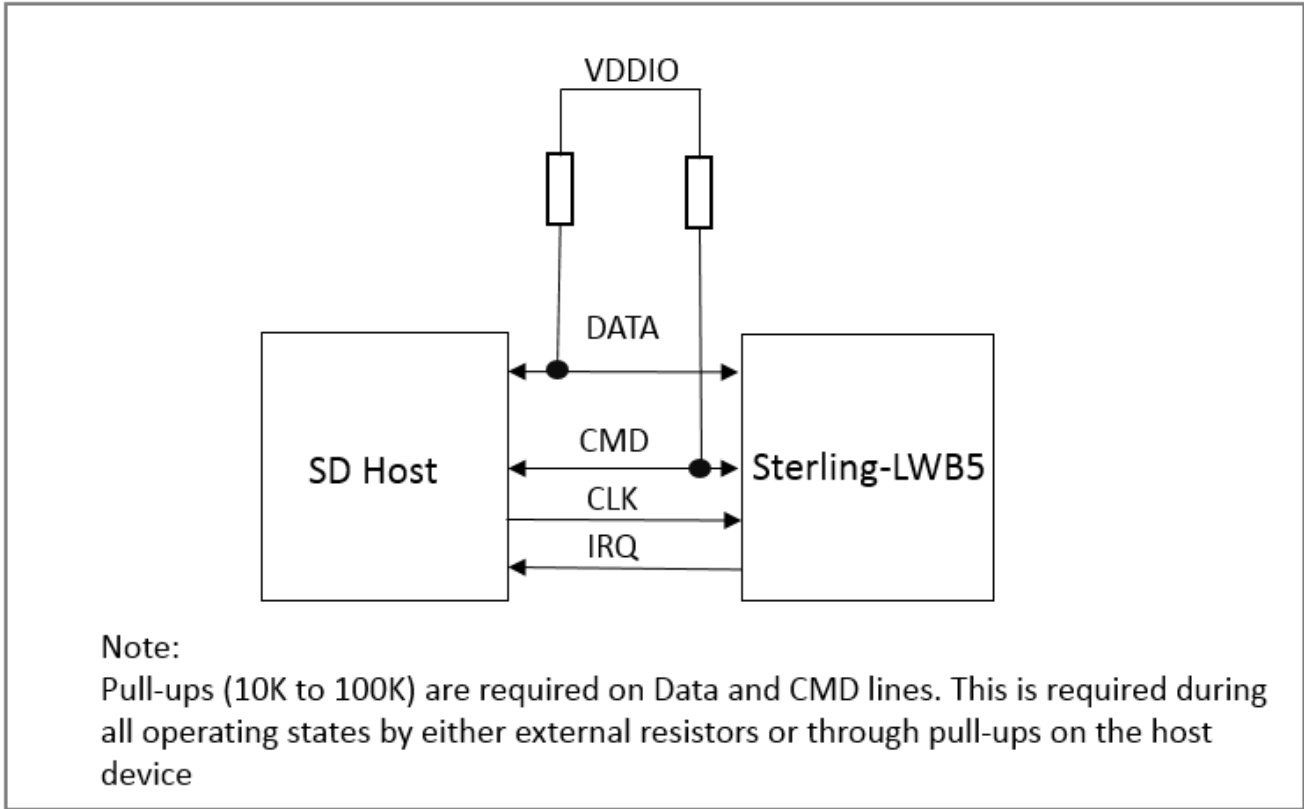 VDDIO
DATA
CMD
SD Host
Sterling-LWB5
CLK
IRQ
Note:
Pull-ups (10K to 100K) are required on Data and CMD lines. This is required during
all operating states by either external resistors or through pull-ups on the host
device